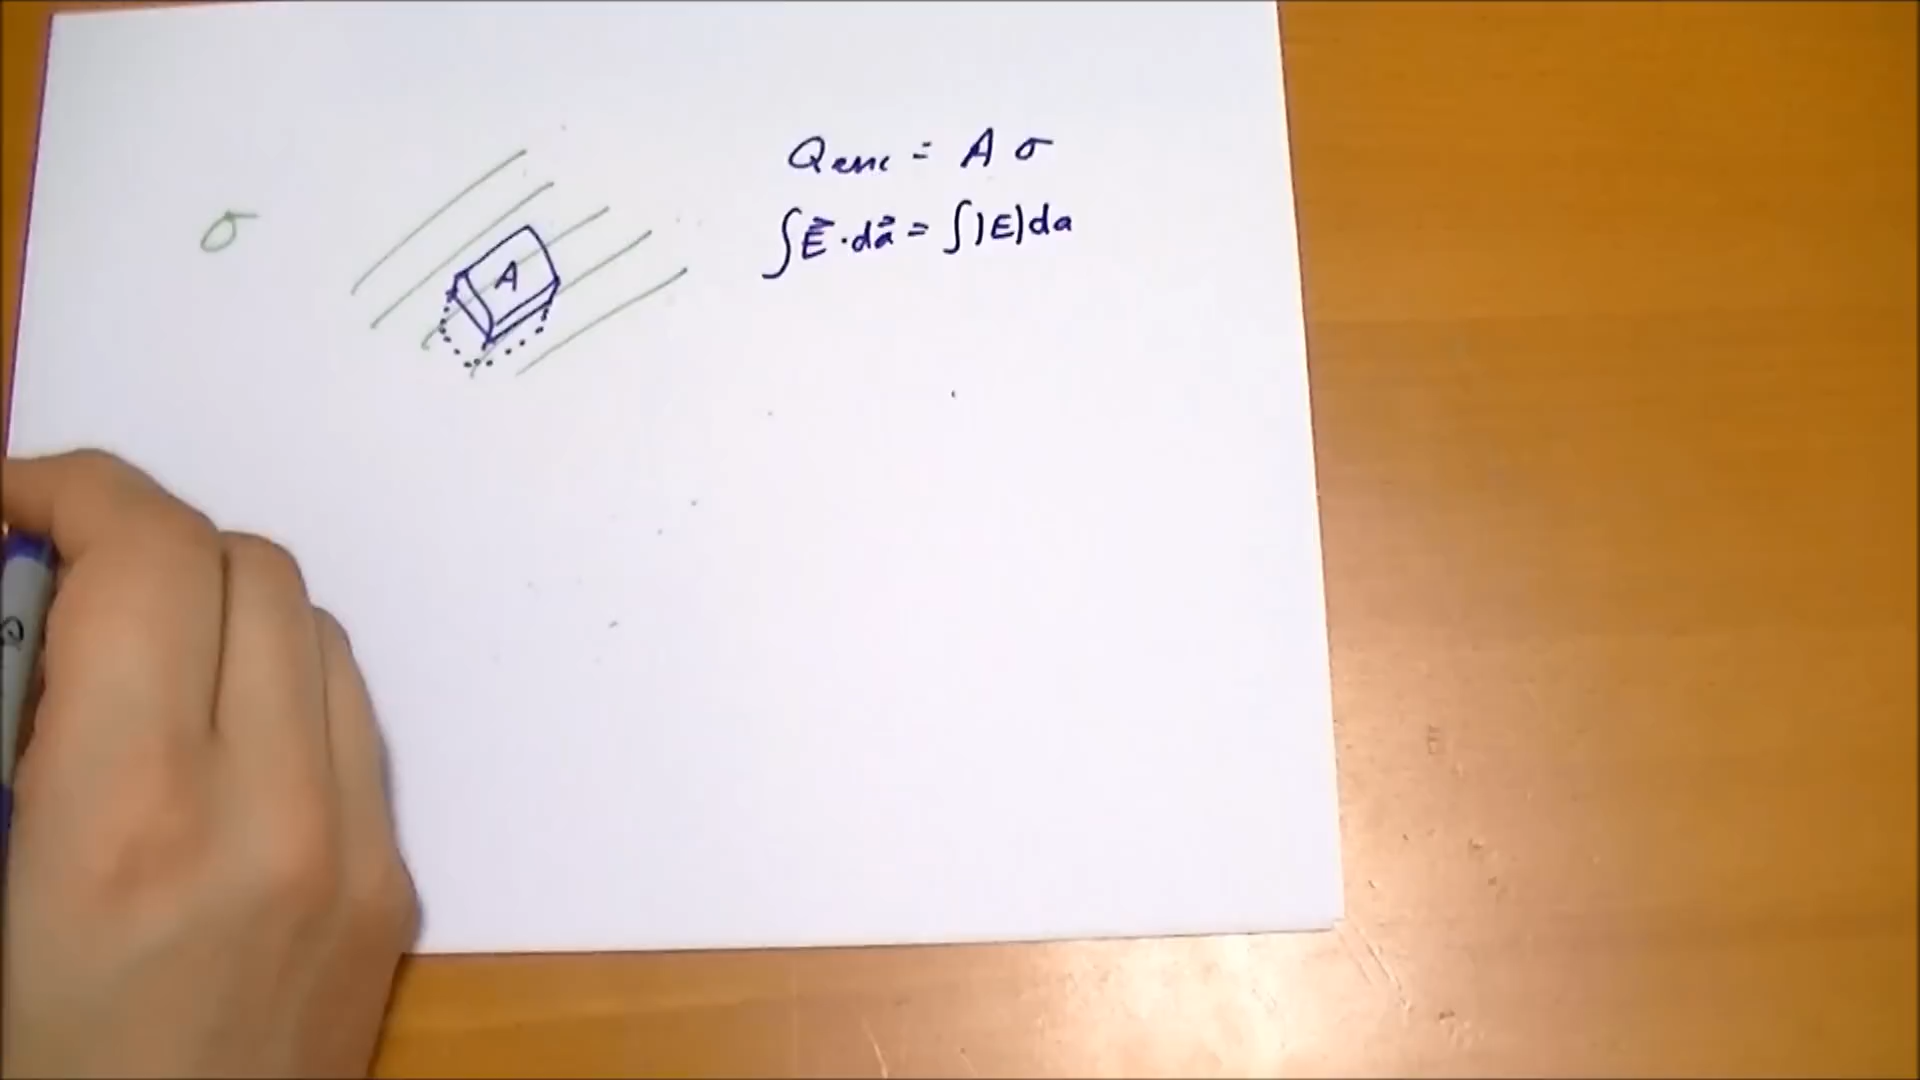 σ
A
Qenc = A σ
∫E⃗ · da⃗ = ∫|E|da